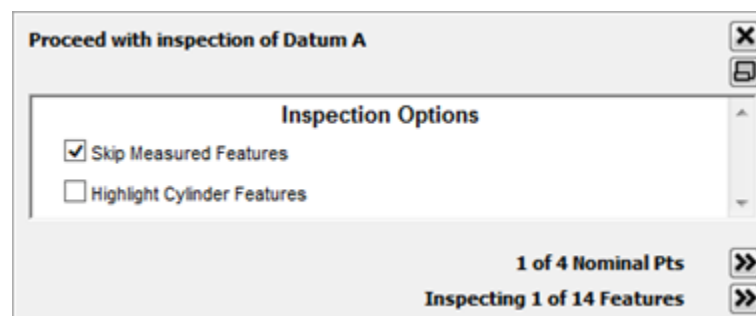 Proceed with inspection of Datum A
Inspection Options
Skip Measured Features
Highlight Cylinder Features
1 of 4 Nominal Pts
Inspecting 1 of 14 Features